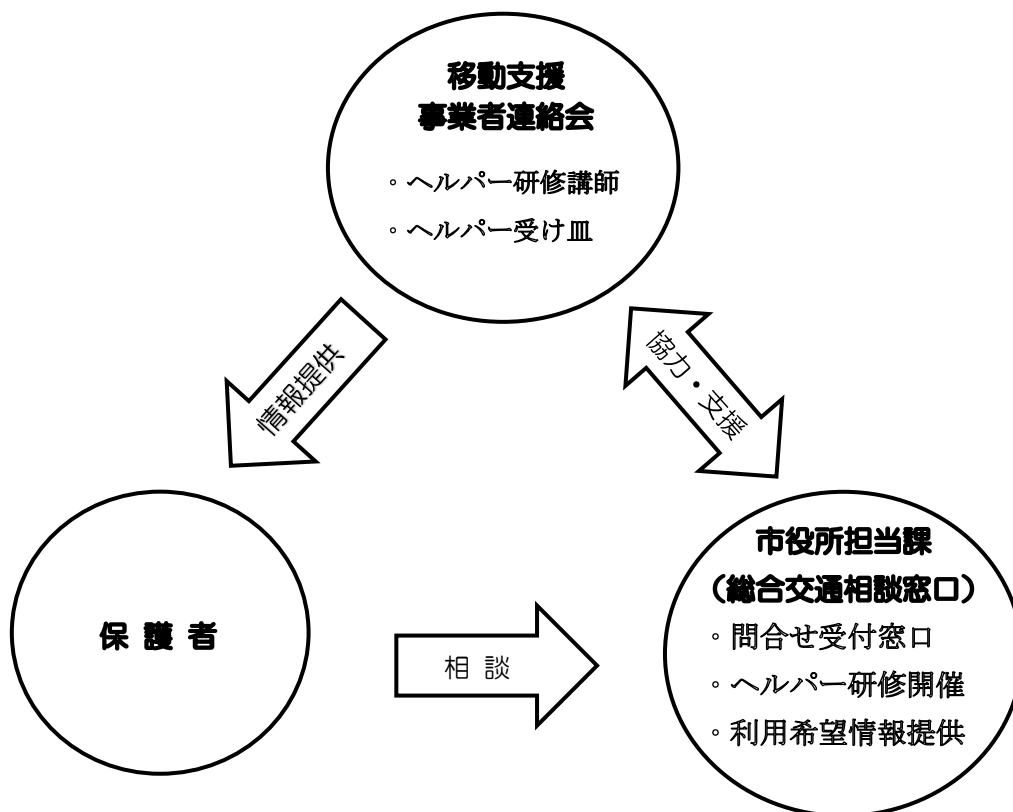 移動支援
事業者連絡会
。ヘルパー研修講師
。ヘルパー受け皿
情報提供
協力・支援
保 護 者
相 談
市役所担当課
（総合交通相談窓口）
。問合せ受付窓口
。ヘルパー研修開催
。利用希望情報提供